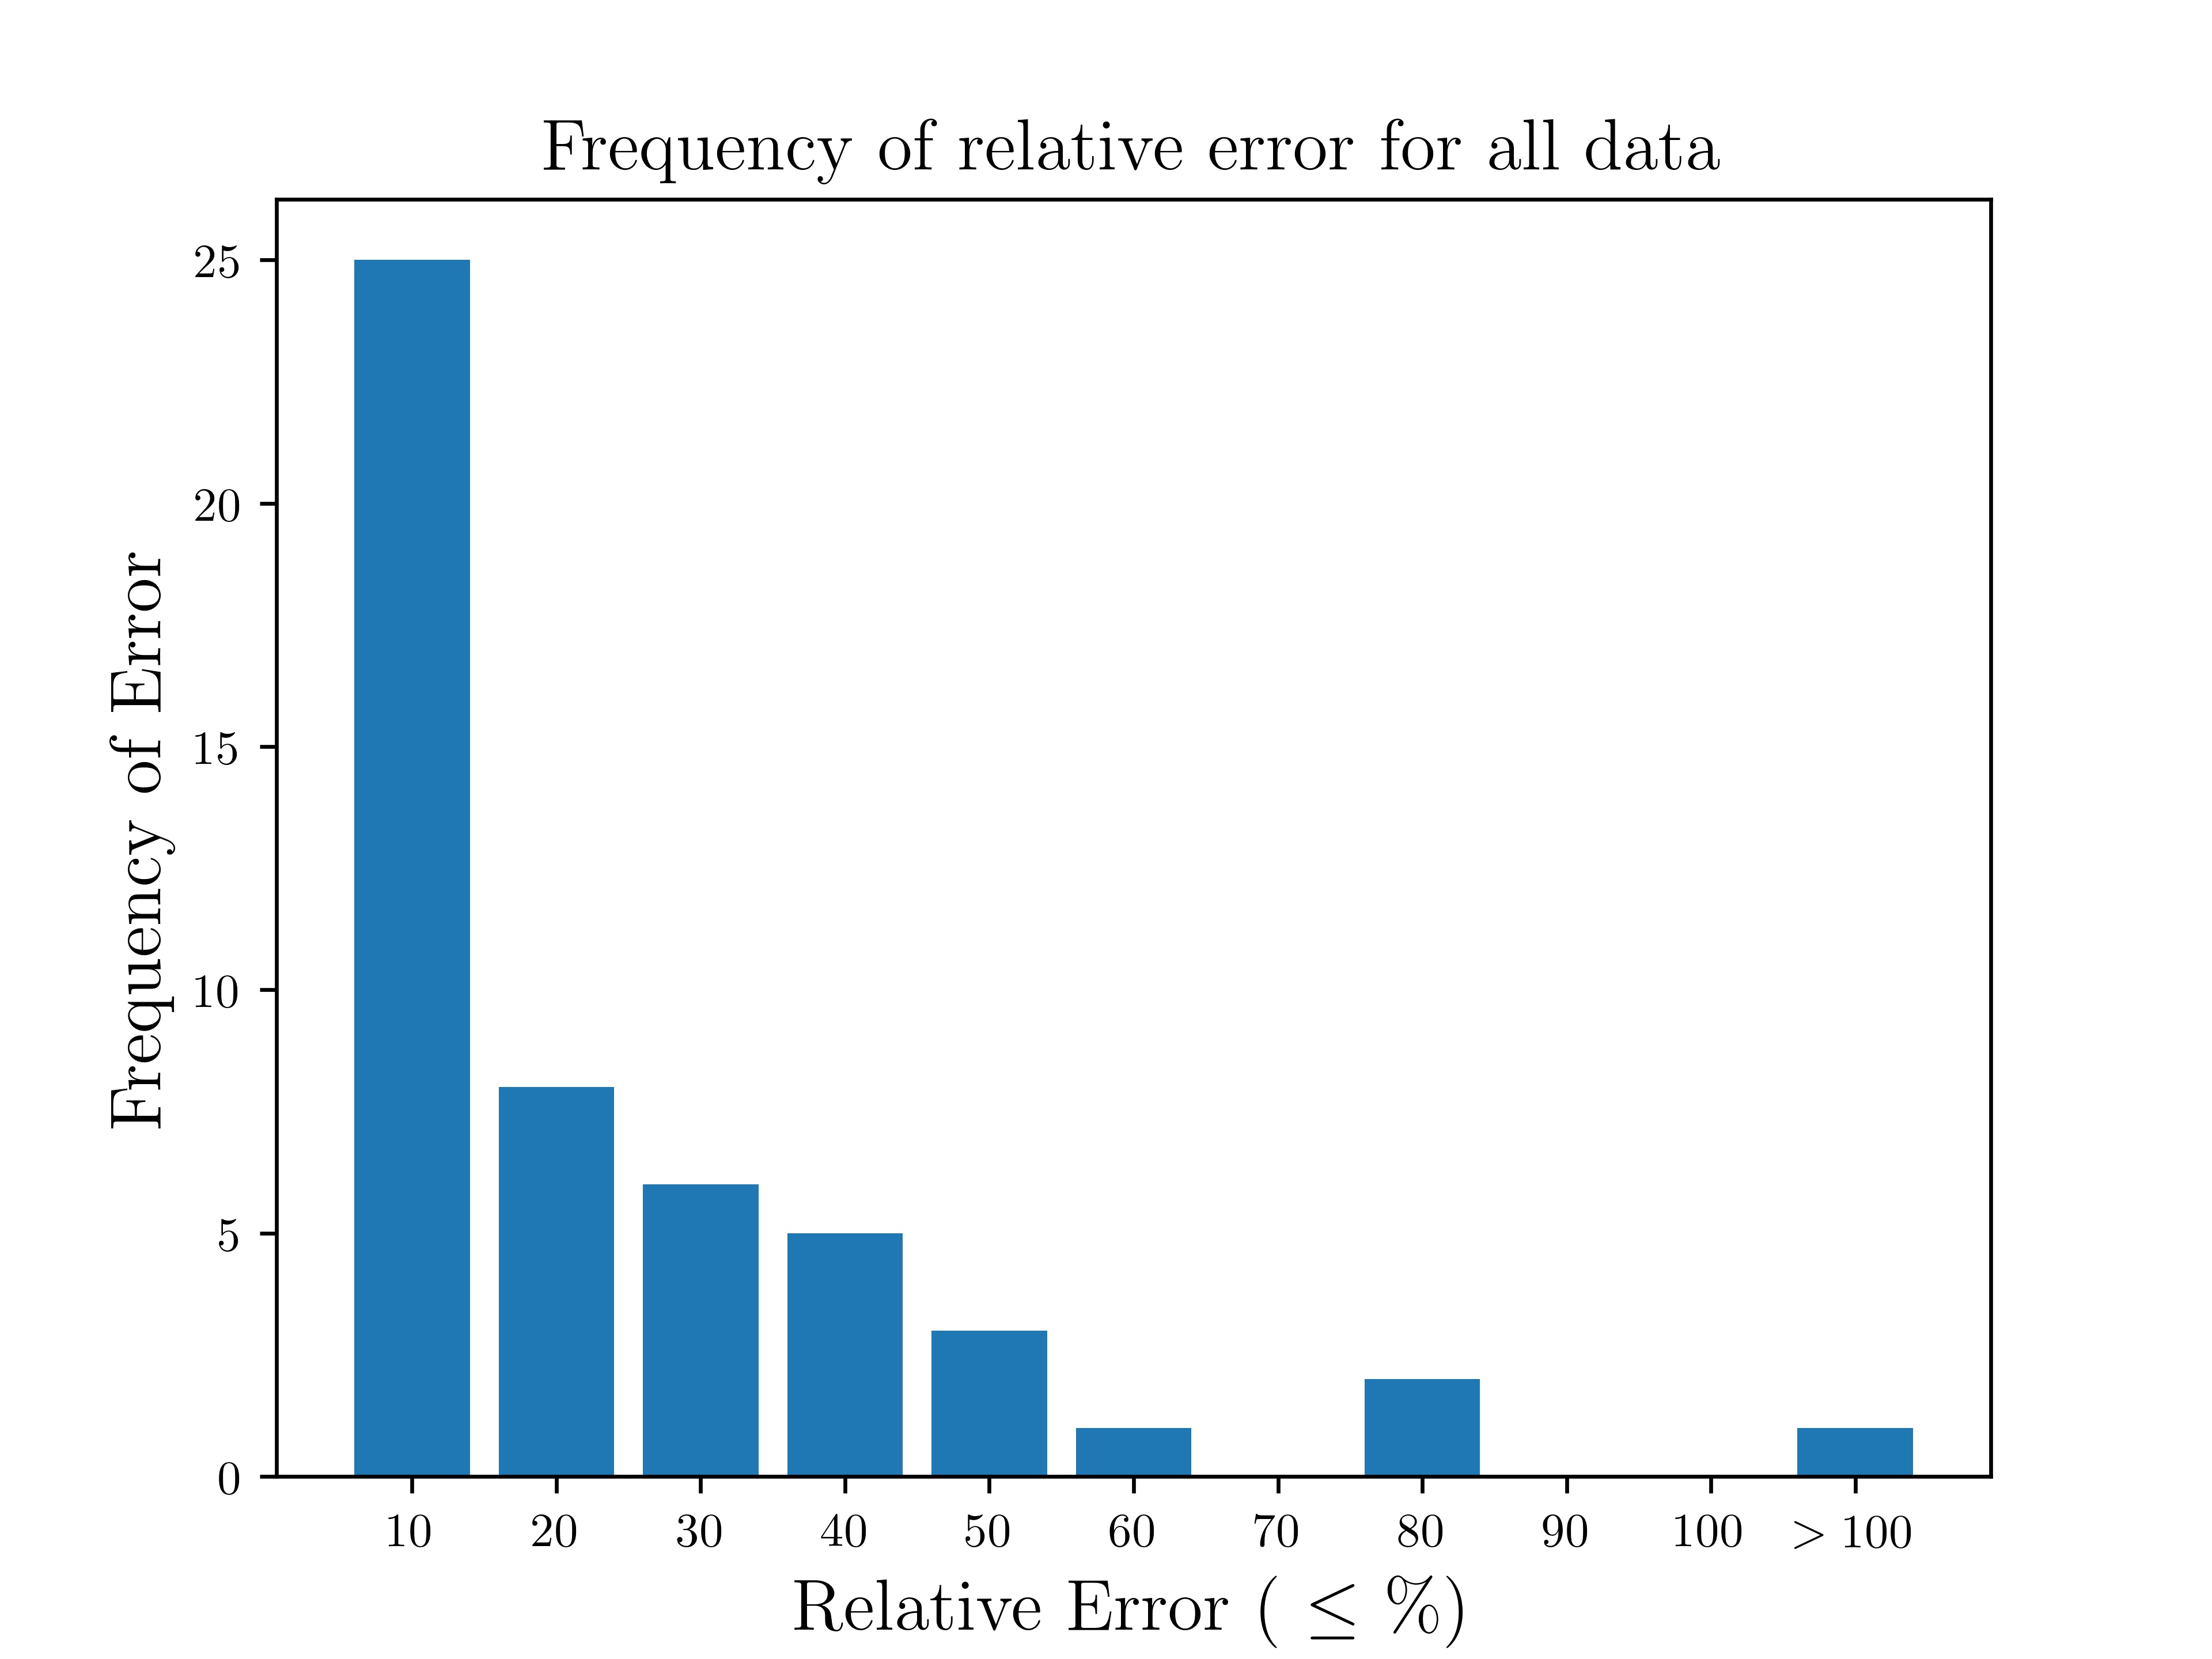 Frequency of relative error for all data
Frequency of Error
25
20
15
10
5
0
10 20 30 40 50 60 70 80 90 100 > 100
Relative Error ( ≤ %)